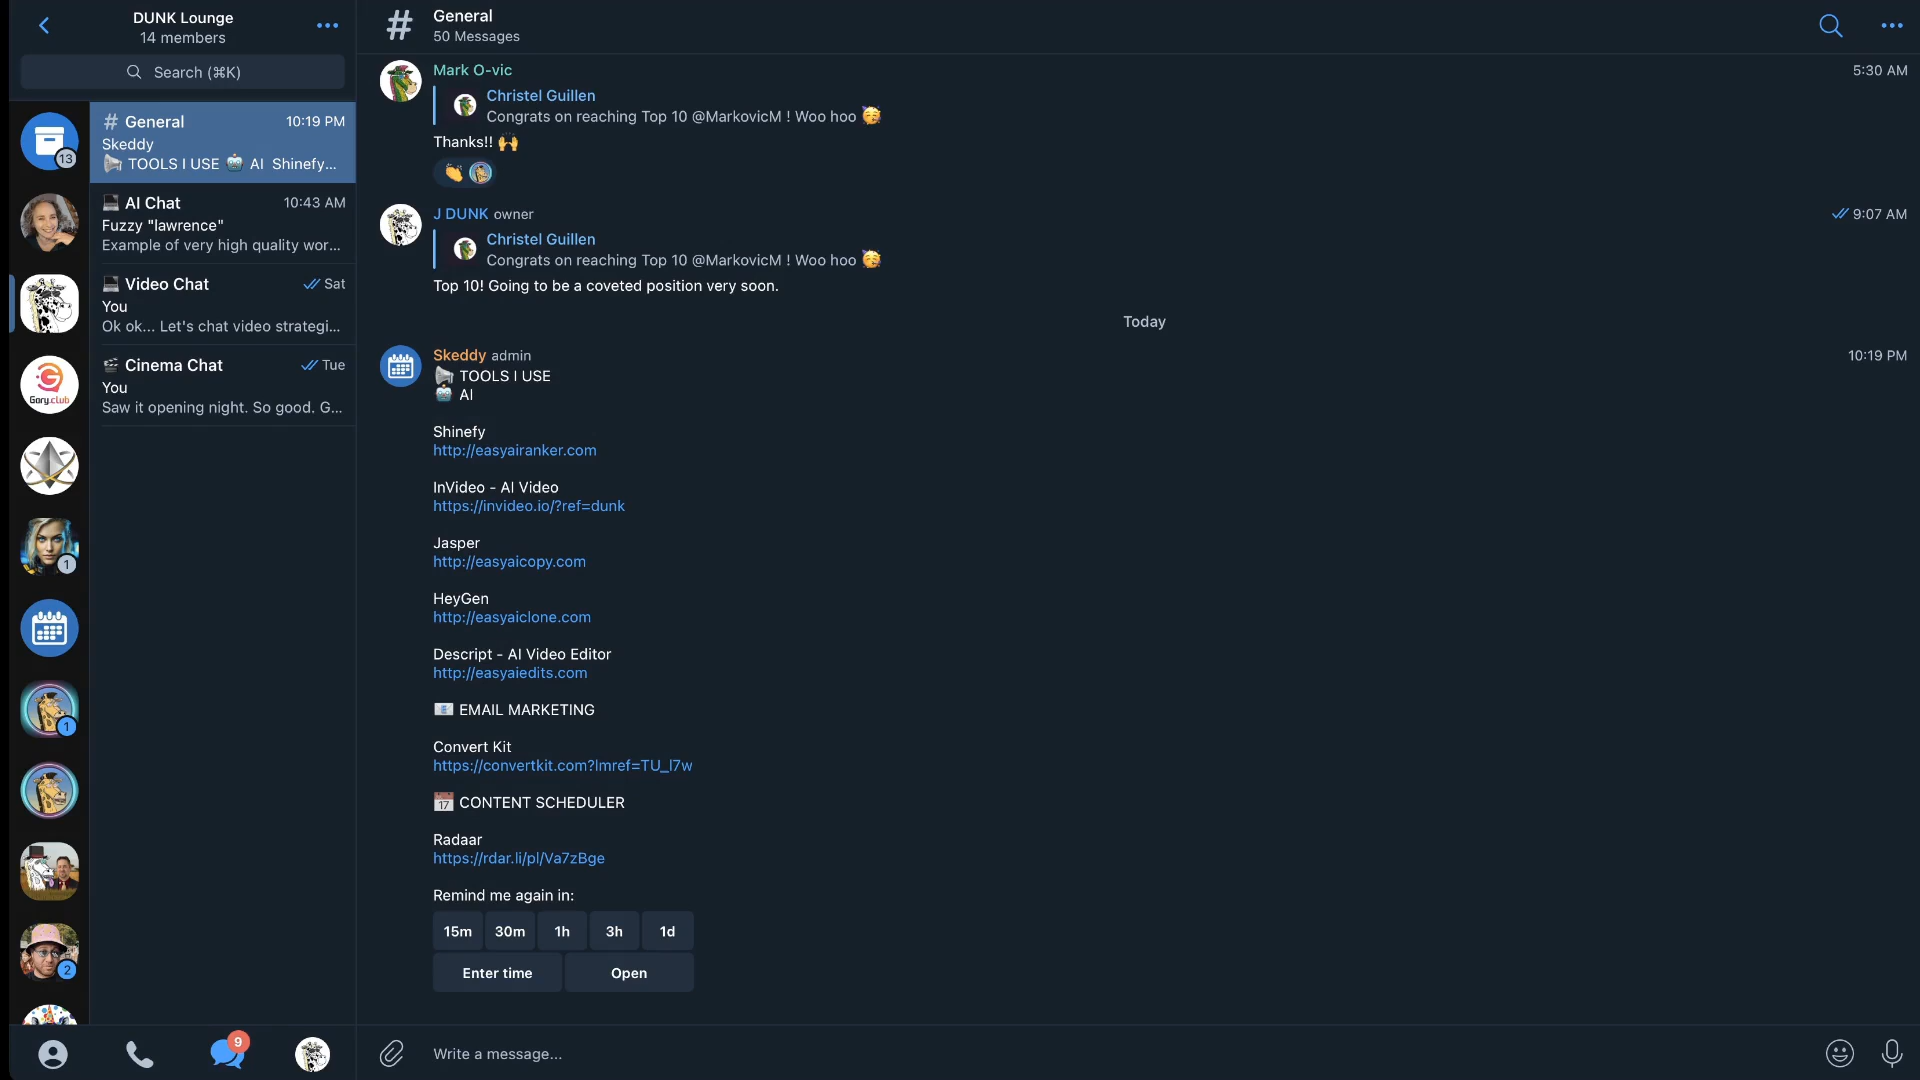 DUNK Lounge
14 members
Search (⌘K)
13
# General 10:19 PM
Skeddy
📢 TOOLS I USE 🤖 AI Shinefy...
💻 AI Chat 10:43 AM
Fuzzy "lawrence"
Example of very high quality wor...
💻 Video Chat Sat
You
Ok ok... Let's chat video strategi...
🎬 Cinema Chat Tue
You
Saw it opening night. So good. G...
Gary.club
1
1
2
9
# General
50 Messages
Mark O-vic 5:30 AM
Christel Guillen
Congrats on reaching Top 10 @MarkovicM ! Woo hoo 🥳
Thanks!! 🙌
👏
J DUNK owner 9:07 AM
Christel Guillen
Congrats on reaching Top 10 @MarkovicM ! Woo hoo 🥳
Top 10! Going to be a coveted position very soon.
Today
Skeddy admin 10:19 PM
📢 TOOLS I USE
🤖 AI
Shinefy
http://easyairanker.com
InVideo - AI Video
https://invideo.io/?ref=dunk
Jasper
http://easyaicopy.com
HeyGen
http://easyaiclone.com
Descript - AI Video Editor
http://easyaiedits.com
📧 EMAIL MARKETING
Convert Kit
https://convertkit.com?lmref=TU_l7w
📅 CONTENT SCHEDULER
Radaar
https://rdar.li/pl/Va7zBge
Remind me again in:
15m 30m 1h 3h 1d
Enter time Open
Write a message...